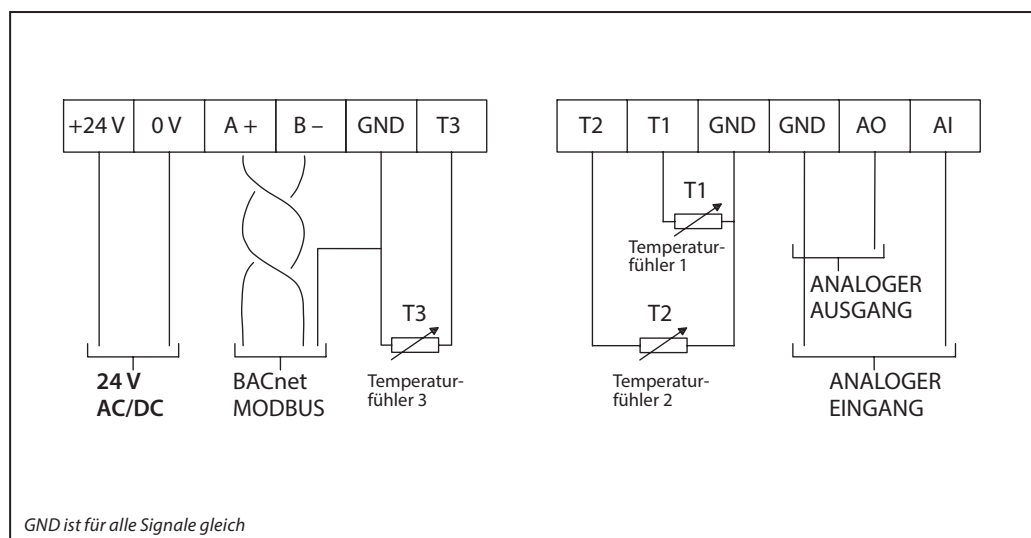 +24 V 0 V A + B – GND T3
T2 T1 GND GND AO AI
T1
Temperatur-
fühler 1
ANALOGER
AUSGANG
T3
T2
24 V
AC/DC
BACnet
MODBUS
Temperatur-
fühler 3
Temperatur-
fühler 2
ANALOGER
EINGANG
GND ist für alle Signale gleich